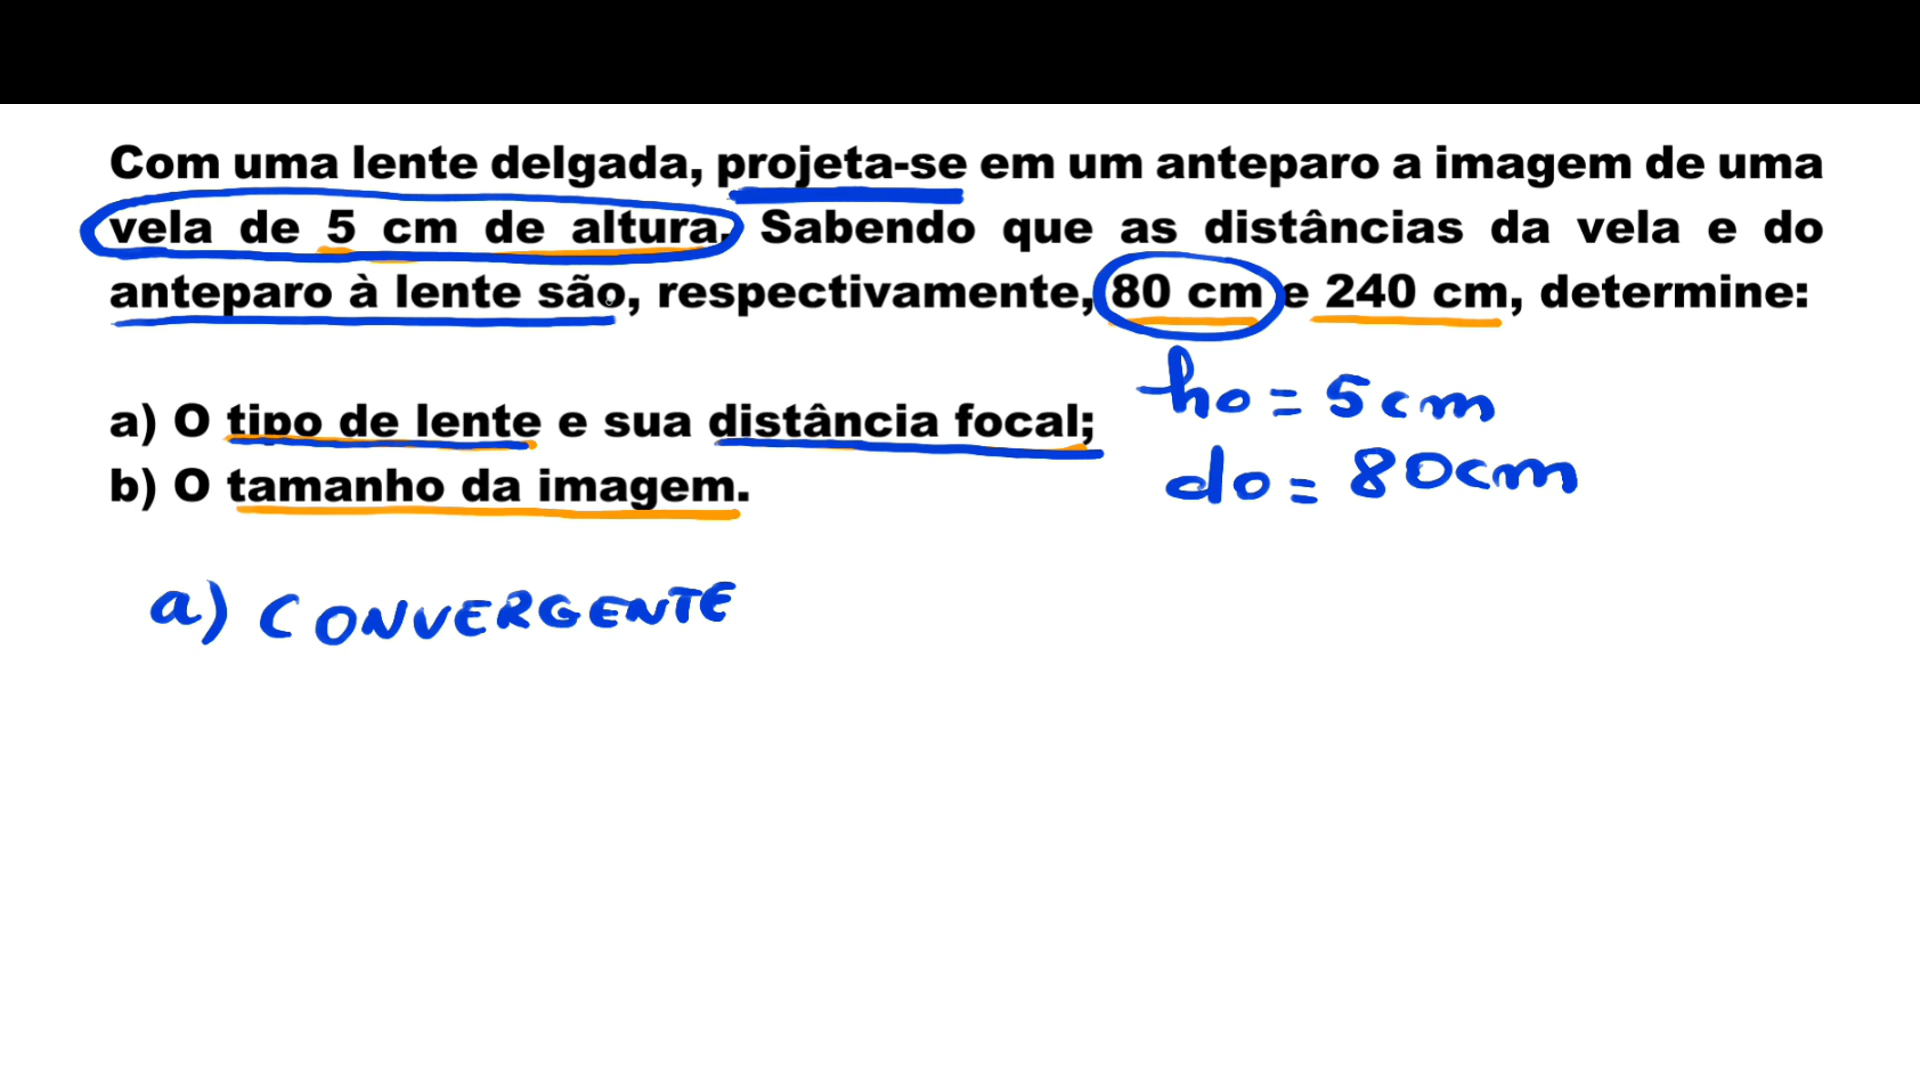 Com uma lente delgada, projeta-se em um anteparo a imagem de uma
vela de 5 cm de altura. Sabendo que as distâncias da vela e do
anteparo à lente são, respectivamente, 80 cm e 240 cm, determine:
a) O tipo de lente e sua distância focal;
ho = 5cm
b) O tamanho da imagem.
do = 80cm
a) CONVERGENTE